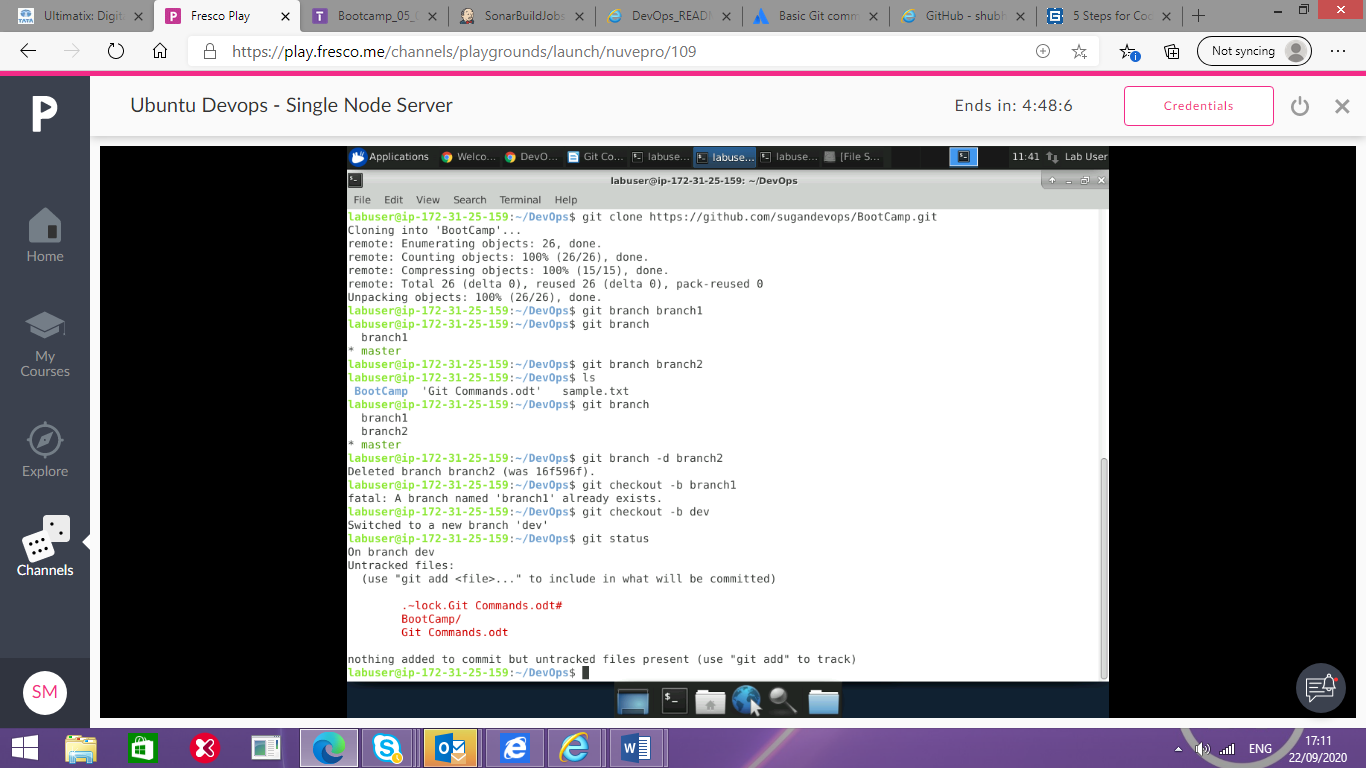 Ultimatix: Digit
Fresco Play
Bootcamp_05_
SonarBuildJobs
DevOps_READ
Basic Git comm
GitHub - shubh
5 Steps for Coc
https://play.fresco.me/channels/playgrounds/launch/nuvepro/109
Not syncing
Ubuntu Devops - Single Node Server
Ends in: 4:48:6
Credentials
Home
My
Courses
Explore
Channels
SM
Applications
Welco...
DevO...
Git Co...
labuse...
labuse...
labuse...
[File S...
11:41
Lab User
labuser@ip-172-31-25-159: ~/DevOps
File Edit View Search Terminal Help
labuser@ip-172-31-25-159:~/DevOps$ git clone https://github.com/sugandevops/BootCamp.git
Cloning into 'BootCamp'...
remote: Enumerating objects: 26, done.
remote: Counting objects: 100% (26/26), done.
remote: Compressing objects: 100% (15/15), done.
remote: Total 26 (delta 0), reused 26 (delta 0), pack-reused 0
Unpacking objects: 100% (26/26), done.
labuser@ip-172-31-25-159:~/DevOps$ git branch branch1
labuser@ip-172-31-25-159:~/DevOps$ git branch
branch1
* master
labuser@ip-172-31-25-159:~/DevOps$ git branch branch2
labuser@ip-172-31-25-159:~/DevOps$ ls
BootCamp 'Git Commands.odt' sample.txt
labuser@ip-172-31-25-159:~/DevOps$ git branch
branch1
branch2
* master
labuser@ip-172-31-25-159:~/DevOps$ git branch -d branch2
Deleted branch branch2 (was 16f596f).
labuser@ip-172-31-25-159:~/DevOps$ git checkout -b branch1
fatal: A branch named 'branch1' already exists.
labuser@ip-172-31-25-159:~/DevOps$ git checkout -b dev
Switched to a new branch 'dev'
labuser@ip-172-31-25-159:~/DevOps$ git status
On branch dev
Untracked files:
(use "git add <file>..." to include in what will be committed)
.~lock.Git Commands.odt#
BootCamp/
Git Commands.odt
nothing added to commit but untracked files present (use "git add" to track)
labuser@ip-172-31-25-159:~/DevOps$
ENG
17:11
22/09/2020